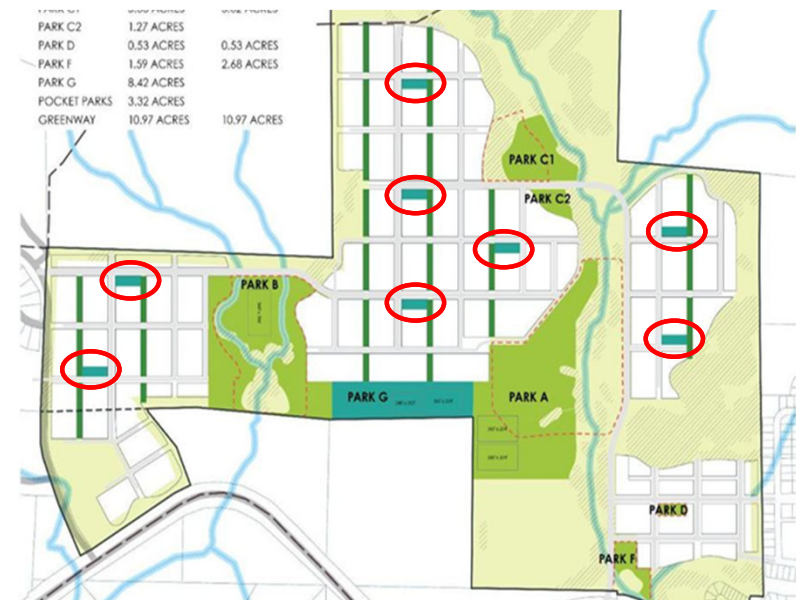 PARK C2 1.27 ACRES
PARK D 0.53 ACRES 0.53 ACRES
PARK F 1.59 ACRES 2.68 ACRES
PARK G 8.42 ACRES
POCKET PARKS 3.32 ACRES
GREENWAY 10.97 ACRES 10.97 ACRES
PARK C1
PARK C2
PARK B
PARK G
PARK A
PARK D
PARK F